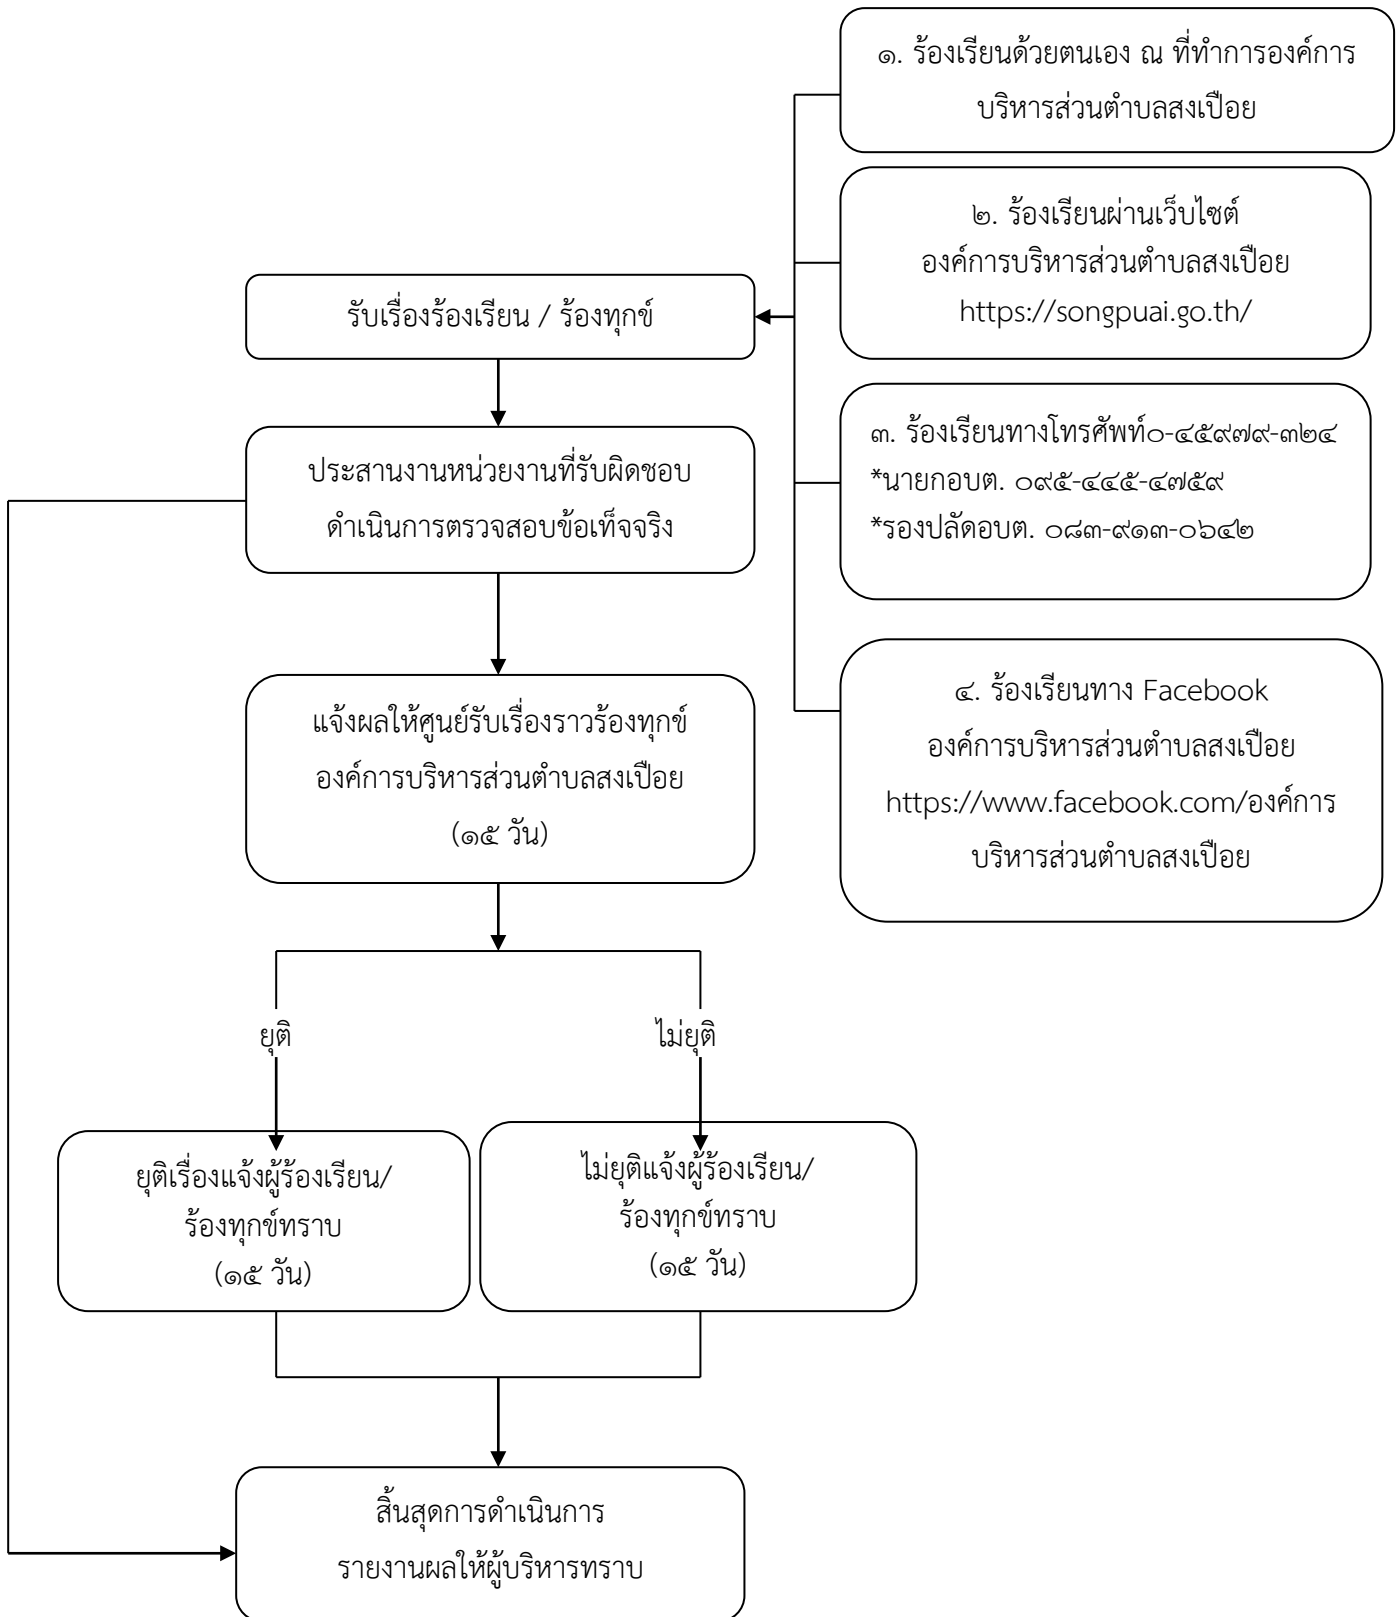 ๑. ร้องเรียนด้วยตนเอง ณ ที่ทำการองค์การ
บริหารส่วนตำบลสงเปือย
๒. ร้องเรียนผ่านเว็บไซต์
องค์การบริหารส่วนตำบลสงเปือย
https://songpuai.go.th/
๓. ร้องเรียนทางโทรศัพท์๐-๔๕๙๗๙-๓๒๔
*นายกอบต. ๐๙๕-๔๔๕-๔๗๕๙
*รองปลัดอบต. ๐๘๓-๙๑๓-๐๖๔๒
๔. ร้องเรียนทาง Facebook
องค์การบริหารส่วนตำบลสงเปือย
https://www.facebook.com/องค์การ
บริหารส่วนตำบลสงเปือย
รับเรื่องร้องเรียน / ร้องทุกข์
ประสานงานหน่วยงานที่รับผิดชอบ
ดำเนินการตรวจสอบข้อเท็จจริง
แจ้งผลให้ศูนย์รับเรื่องราวร้องทุกข์
องค์การบริหารส่วนตำบลสงเปือย
(๑๕ วัน)
ยุติ
ไม่ยุติ
ยุติเรื่องแจ้งผู้ร้องเรียน/
ร้องทุกข์ทราบ
(๑๕ วัน)
ไม่ยุติแจ้งผู้ร้องเรียน/
ร้องทุกข์ทราบ
(๑๕ วัน)
สิ้นสุดการดำเนินการ
รายงานผลให้ผู้บริหารทราบ